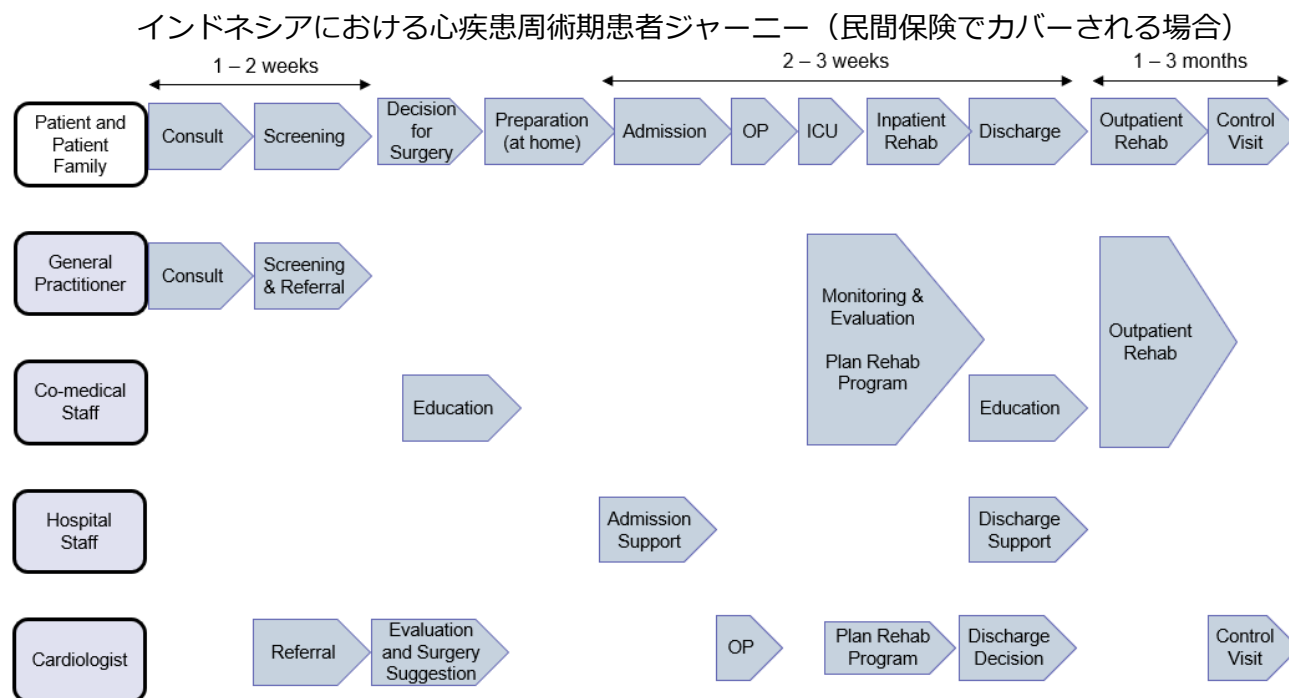 インドネシアにおける心疾患周術期患者ジャーニー（民間保険でカバーされる場合）
1 – 2 weeks
2 – 3 weeks
1 – 3 months
Patient and
Patient
Family
Consult
Screening
Decision
for
Surgery
Preparation
(at home)
Admission
OP
ICU
Inpatient
Rehab
Discharge
Outpatient
Rehab
Control
Visit
General
Practitioner
Consult
Screening
& Referral
Monitoring &
Evaluation
Plan Rehab
Program
Outpatient
Rehab
Co-medical
Staff
Education
Education
Hospital
Staff
Admission
Support
Discharge
Support
Cardiologist
Referral
Evaluation
and Surgery
Suggestion
OP
Plan Rehab
Program
Discharge
Decision
Control
Visit